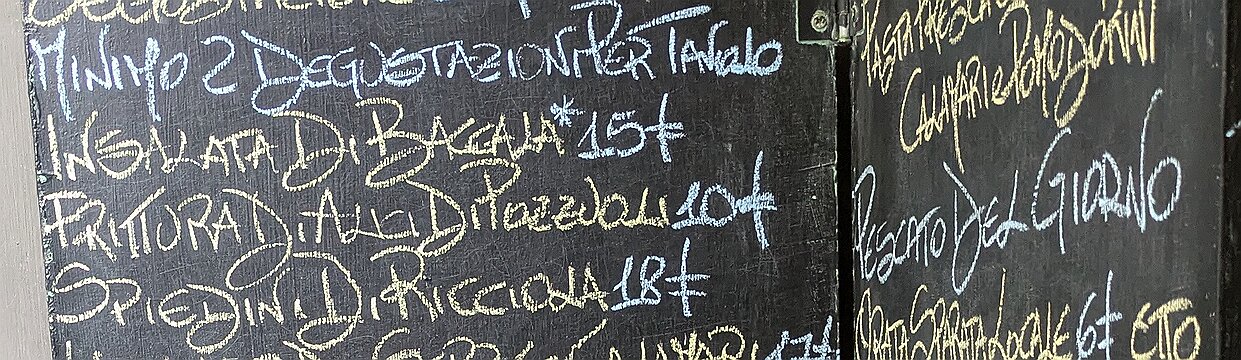 MINIMO 2 DEGUSTAZIONI PER TAVOLO
INSALATA DI BACCALA* 15€
FRITTURA DI ALICI DI POZZUOLI 10€
SPIEDINI DI RICCIOLA 18€
17€
PASTA FRESCA
CALAMARI E POMODORINI
PESCATO DEL GIORNO
ORATA SPARATA LOCALE 6€ ETTO